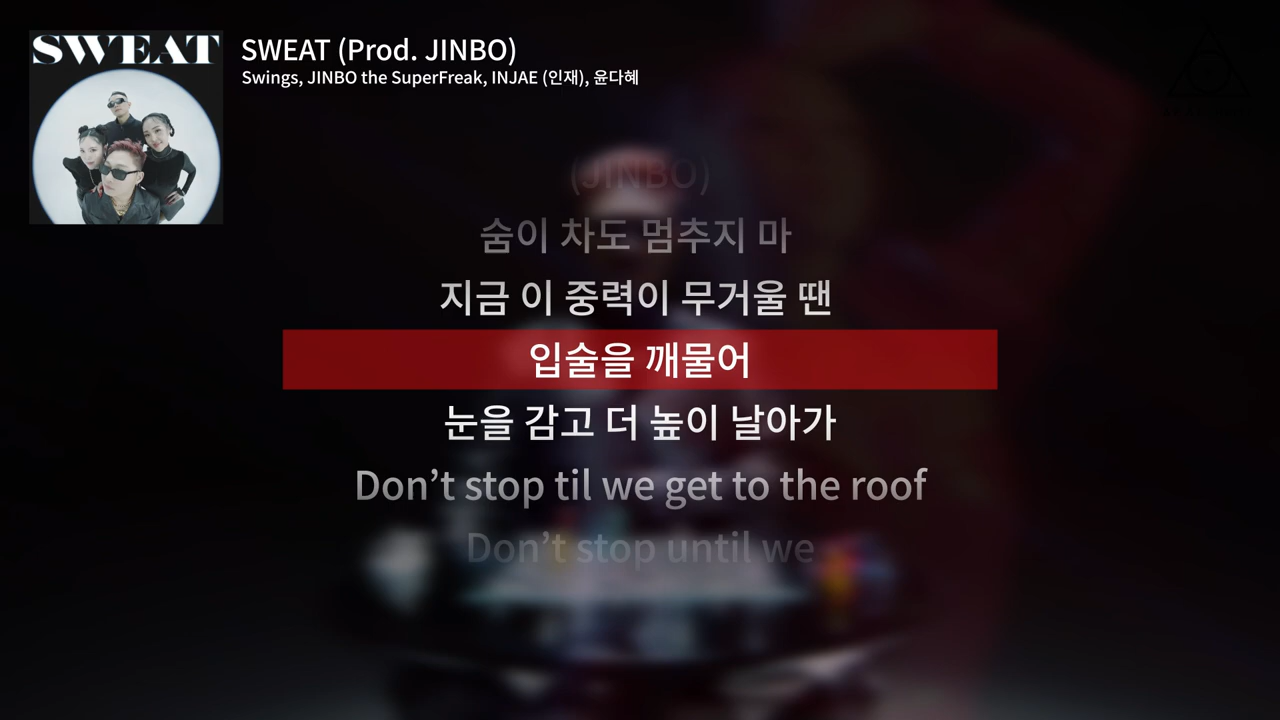 SWEAT
SWEAT (Prod. JINBO)
Swings, JINBO the SuperFreak, INJAE (인재), 윤다혜
(JINBO)
숨이 차도 멈추지 마
지금 이 중력이 무거울 땐
입술을 깨물어
눈을 감고 더 높이 날아가
Don’t stop til we get to the roof
Don’t stop until we